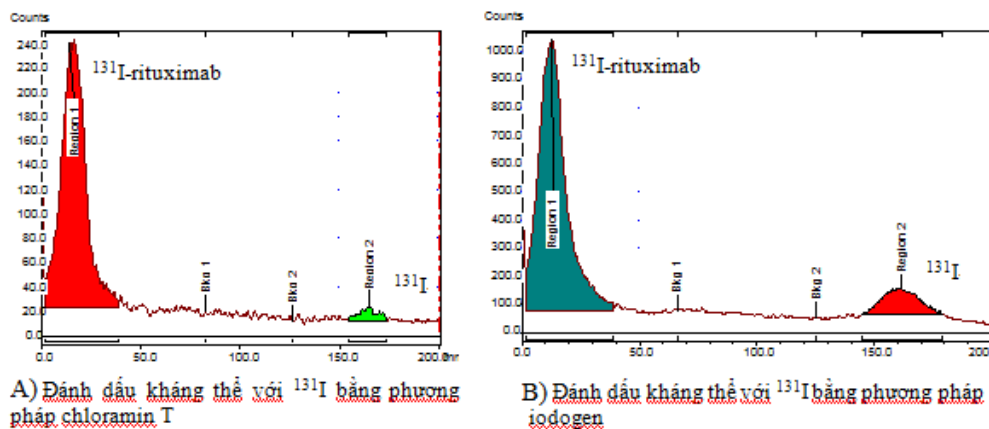 Counts
240.0
220.0
200.0
180.0
160.0
140.0
120.0
100.0
80.0
60.0
40.0
20.0
0.0
131I-rituximab
Region 1
Bkg 1
Bkg 2
Region 2
131I
0.0 50.0 100.0 150.0 200.0
A) Đánh dấu kháng thể với 131I bằng phương
pháp chloramin T
Counts
1000.0
900.0
800.0
700.0
600.0
500.0
400.0
300.0
200.0
100.0
0.0
131I-rituximab
Region 1
Bkg 1
Bkg 2
Region 2
131I
0.0 50.0 100.0 150.0
B) Đánh dấu kháng thể với 131I bằng phương pháp
iodogen